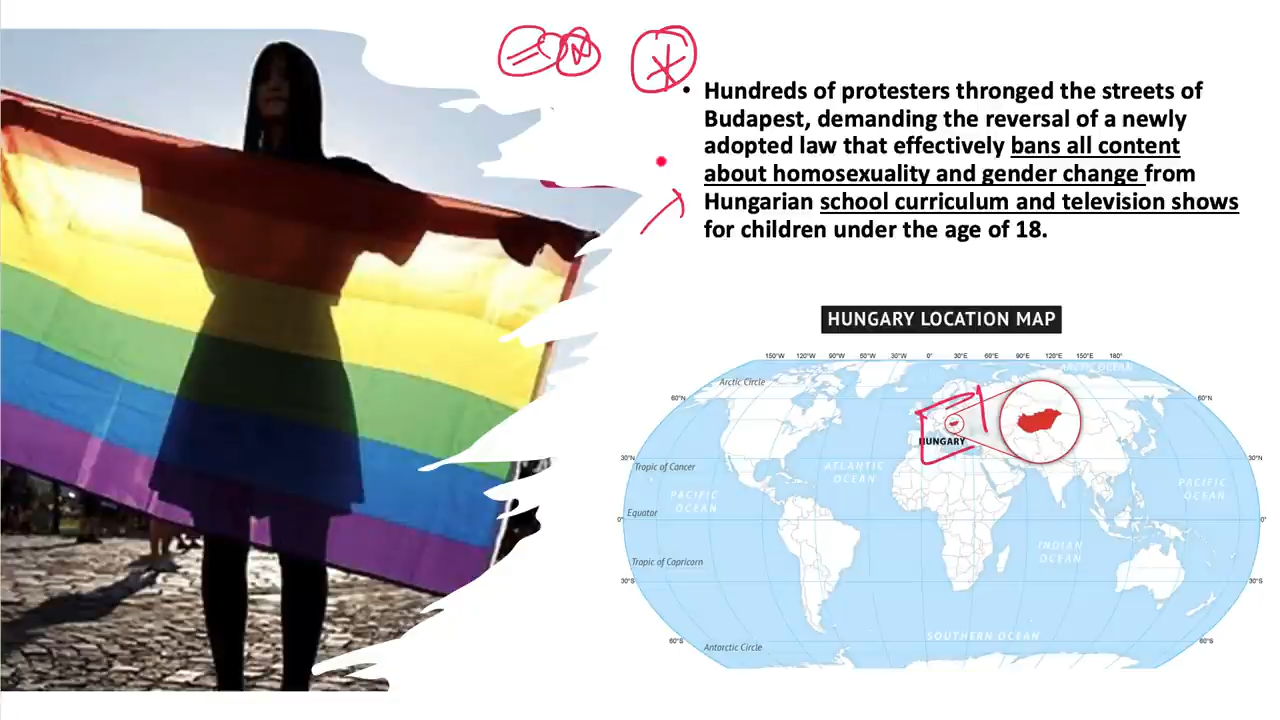 • Hundreds of protesters thronged the streets of
Budapest, demanding the reversal of a newly
adopted law that effectively bans all content
about homosexuality and gender change from
Hungarian school curriculum and television shows
for children under the age of 18.
HUNGARY LOCATION MAP
150°W 120°W 90°W 60°W 30°W 0° 30°E 60°E 90°E 120°E 150°E 180°
ARCTIC OCEAN
Arctic Circle
60°N 60°N
HUNGARY
30°N 30°N
Tropic of Cancer
ATLANTIC
OCEAN
PACIFIC
OCEAN
PACIFIC
OCEAN
Equator
0° 0°
INDIAN
OCEAN
Tropic of Capricorn
30°S 30°S
SOUTHERN OCEAN
60°S 60°S
Antarctic Circle